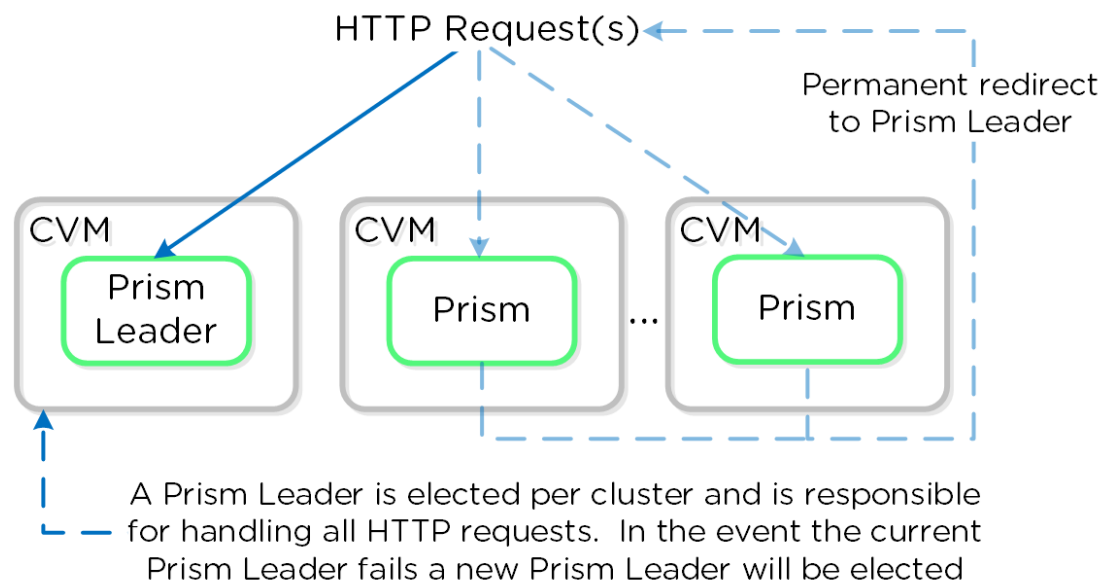 HTTP Request(s)
Permanent redirect
to Prism Leader
CVM
Prism
Leader
CVM
Prism
...
CVM
Prism
A Prism Leader is elected per cluster and is responsible
for handling all HTTP requests.  In the event the current
Prism Leader fails a new Prism Leader will be elected